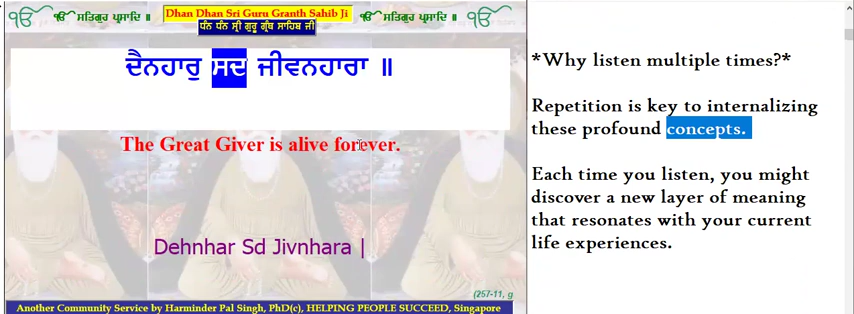 ੴ ੴ ਸਤਿਗੁਰ ਪ੍ਰਸਾਦਿ ॥ Dhan Dhan Sri Guru Granth Sahib Ji ੴ ਸਤਿਗੁਰ ਪ੍ਰਸਾਦਿ ॥ ੴ
ਧੰਨ ਧੰਨ ਸ੍ਰੀ ਗੁਰੂ ਗ੍ਰੰਥ ਸਾਹਿਬ ਜੀ
ਦੈਨਹਾਰੁ ਸਦ ਜੀਵਨਹਾਰਾ ॥
The Great Giver is alive forever.
Dehnhar Sd Jivnhara |
(257-11, g
Another Community Service by Harminder Pal Singh, PhD(c), HELPING PEOPLE SUCCEED, Singapore
*Why listen multiple times?*
Repetition is key to internalizing
these profound concepts.
Each time you listen, you might
discover a new layer of meaning
that resonates with your current
life experiences.